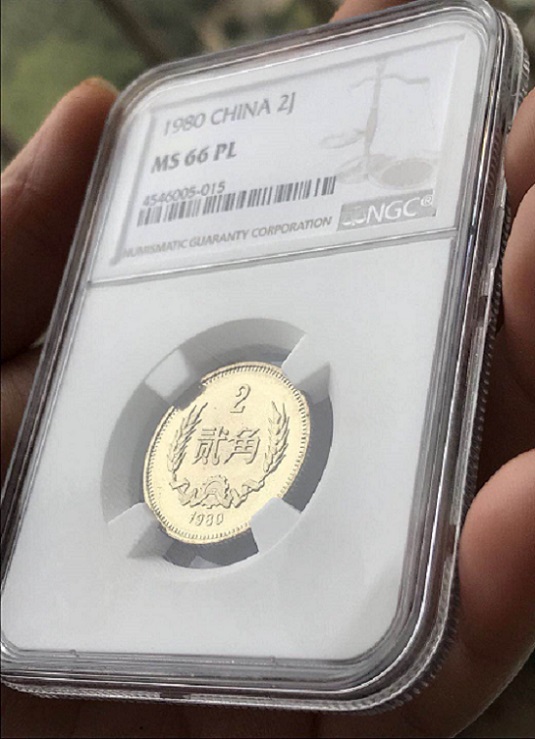 1980 CHINA 2J
MS 66 PL
4546005-015
NGC®
NUMISMATIC GUARANTY CORPORATION
2
贰角
1980